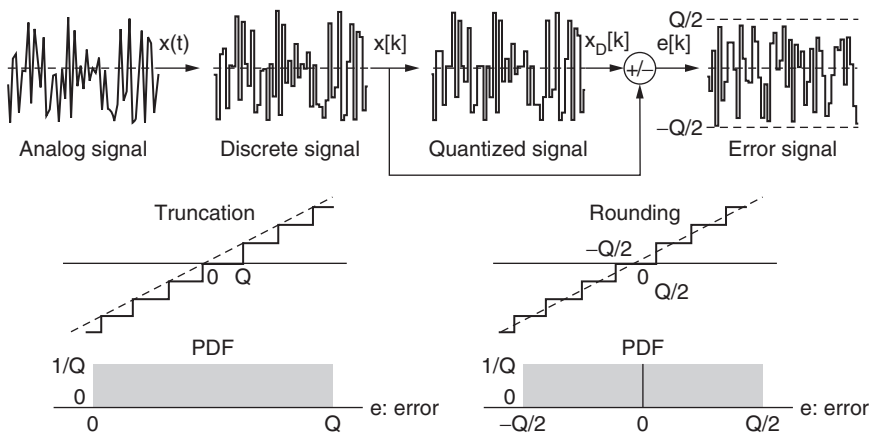 x(t)
x[k]
x_D[k]
e[k]
Q/2
+/−
−Q/2
Analog signal
Discrete signal
Quantized signal
Error signal
Truncation
0 Q
PDF
1/Q
0
0
Q
e: error
Rounding
−Q/2
0
Q/2
PDF
1/Q
0
−Q/2
0
Q/2
e: error